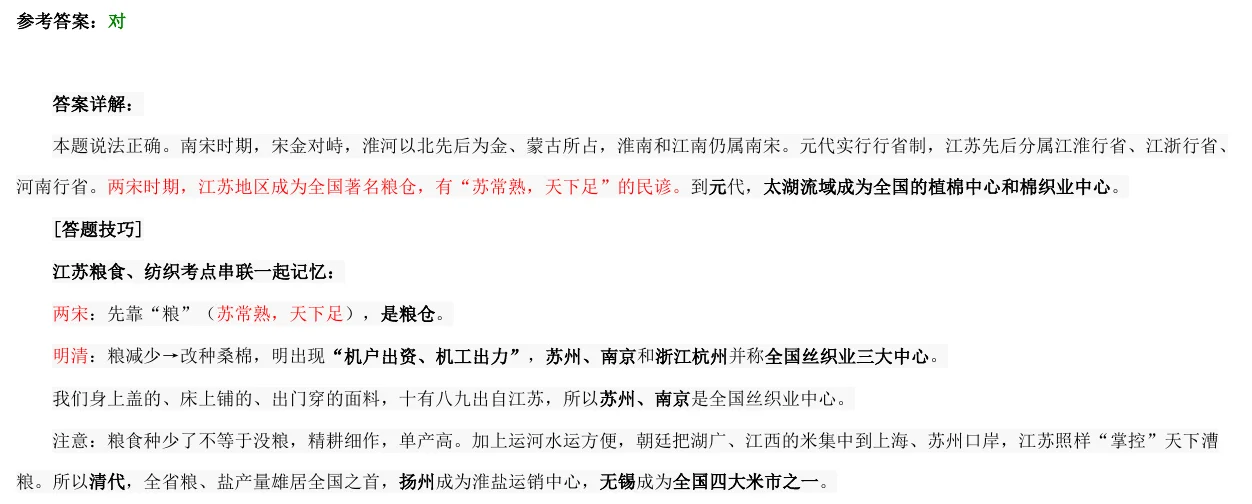 参考答案：对
答案详解：
本题说法正确。南宋时期，宋金对峙，淮河以北先后为金、蒙古所占，淮南和江南仍属南宋。元代实行行省制，江苏先后分属江淮行省、江浙行省、
河南行省。两宋时期，江苏地区成为全国著名粮仓，有“苏常熟，天下足”的民谚。到元代，太湖流域成为全国的植棉中心和棉织业中心。
[答题技巧]
江苏粮食、纺织考点串联一起记忆：
两宋：先靠“粮”（苏常熟，天下足），是粮仓。
明清：粮减少→改种桑棉，明出现“机户出资、机工出力”，苏州、南京和浙江杭州并称全国丝织业三大中心。
我们身上盖的、床上铺的、出门穿的面料，十有八九出自江苏，所以苏州、南京是全国丝织业中心。
注意：粮食种少了不等于没粮，精耕细作，单产高。加上运河水运方便，朝廷把湖广、江西的米集中到上海、苏州口岸，江苏照样“掌控”天下漕
粮。所以清代，全省粮、盐产量雄居全国之首，扬州成为淮盐运销中心，无锡成为全国四大米市之一。